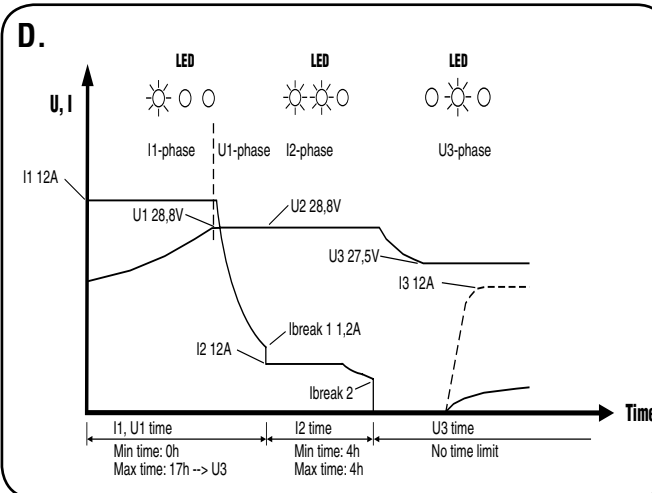 D.
LED LED LED
U, I
I1-phase U1-phase I2-phase U3-phase
I1 12A
U1 28,8V
U2 28,8V
U3 27,5V
I3 12A
Ibreak 1 1,2A
I2 12A
Ibreak 2
Time
I1, U1 time I2 time U3 time
Min time: 0h Min time: 4h No time limit
Max time: 17h --> U3 Max time: 4h